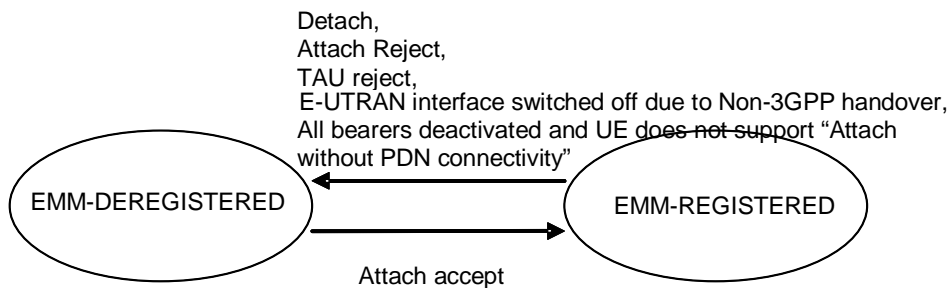 Detach,
Attach Reject,
TAU reject,
E-UTRAN interface switched off due to Non-3GPP handover,
All bearers deactivated and UE does not support “Attach
without PDN connectivity”
EMM-DEREGISTERED
EMM-REGISTERED
Attach accept